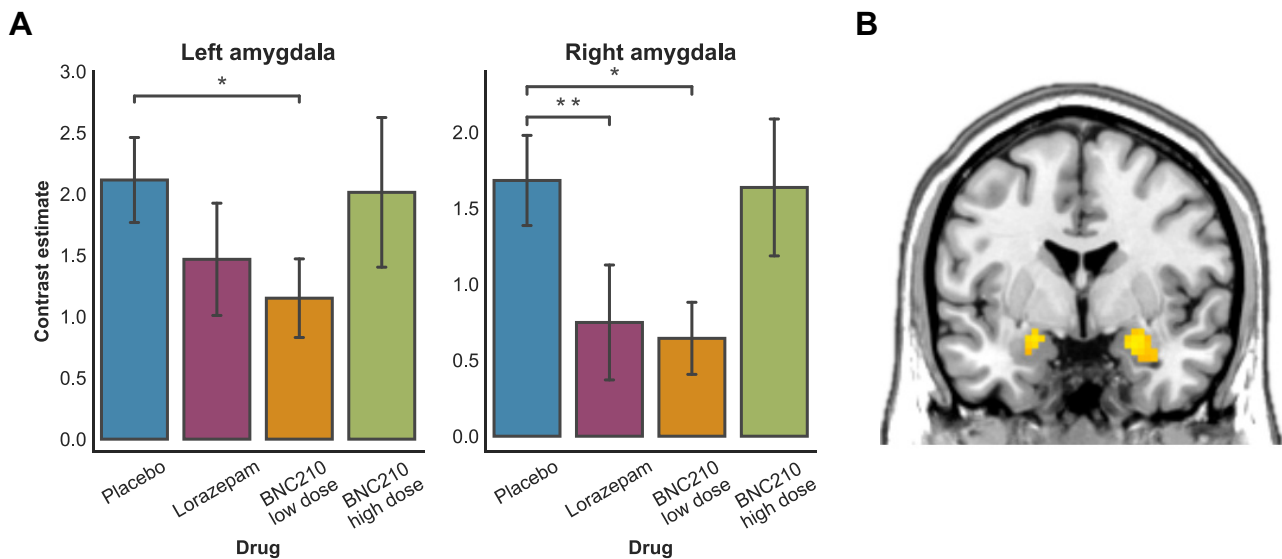 A
B
Left amygdala
Right amygdala
Contrast estimate
3.0
2.5
2.0
1.5
1.0
0.5
0.0
*
Placebo
Lorazepam
BNC210
low dose
BNC210
high dose
Drug
2.0
1.5
1.0
0.5
0.0
*
* *
Placebo
Lorazepam
BNC210
low dose
BNC210
high dose
Drug